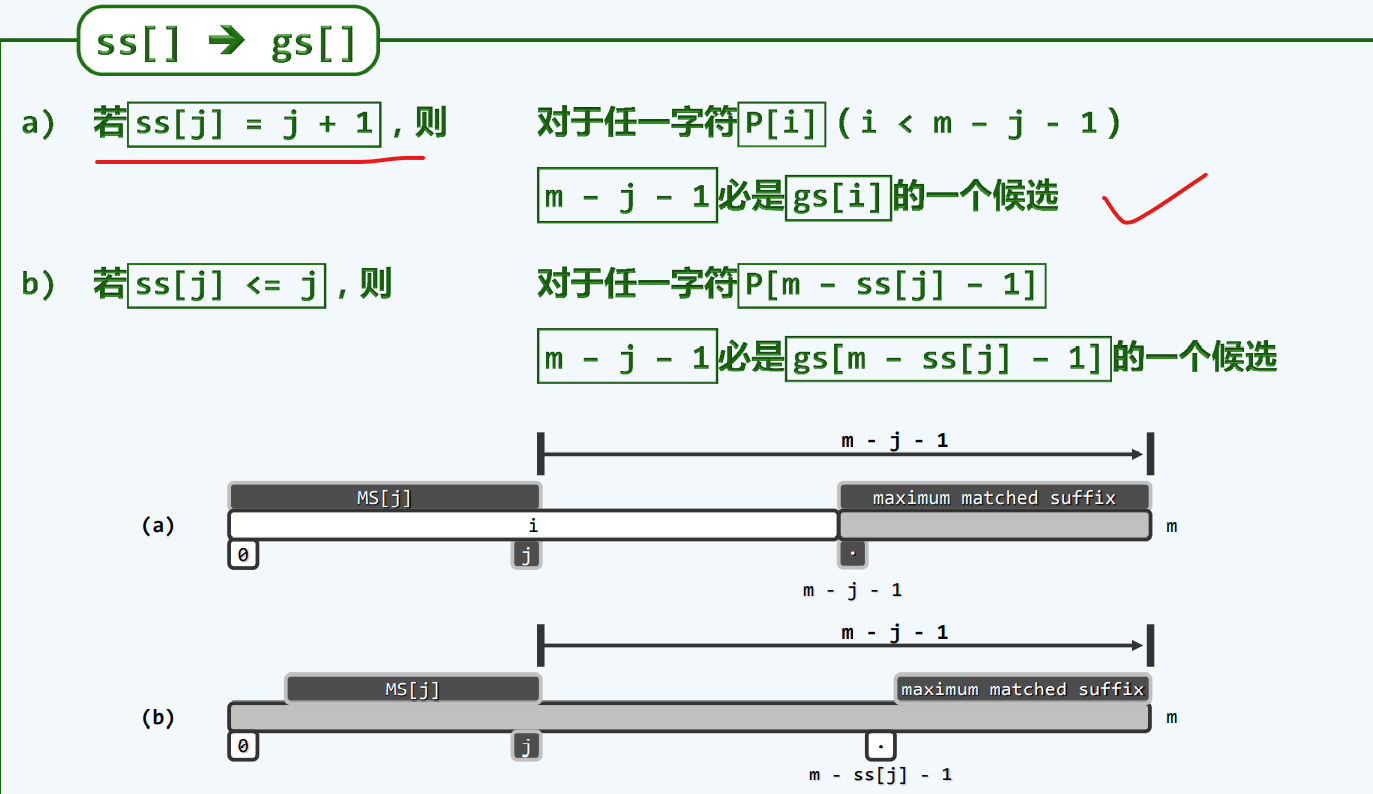 ss[] → gs[]
a) 若 ss[j] = j + 1 , 则 对于任一字符 P[i] ( i < m - j - 1 )
m - j - 1 必是 gs[i] 的一个候选
b) 若 ss[j] <= j , 则 对于任一字符 P[m - ss[j] - 1]
m - j - 1 必是 gs[m - ss[j] - 1] 的一个候选
m - j - 1
MS[j] maximum matched suffix
(a) i m
0 j ·
m - j - 1
m - j - 1
MS[j] maximum matched suffix
(b) m
0 j ·
m - ss[j] - 1